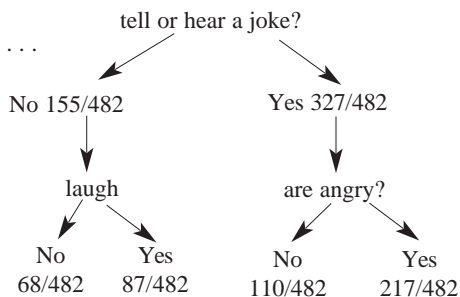 tell or hear a joke?
. . .
No 155/482
Yes 327/482
laugh
are angry?
No
Yes
No
Yes
68/482
87/482
110/482
217/482